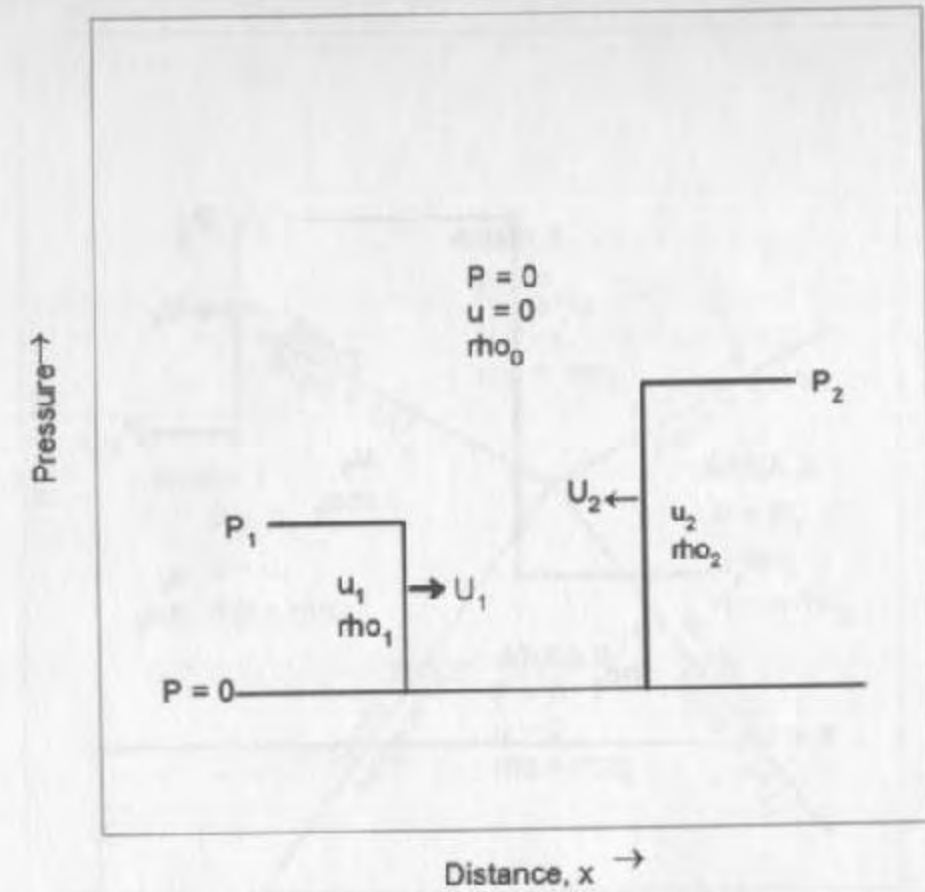 P = 0
u = 0
rho₀
P₂
Pressure→
U₂←
u₂
rho₂
P₁
u₁
rho₁
→ U₁
P = 0
Distance, x →